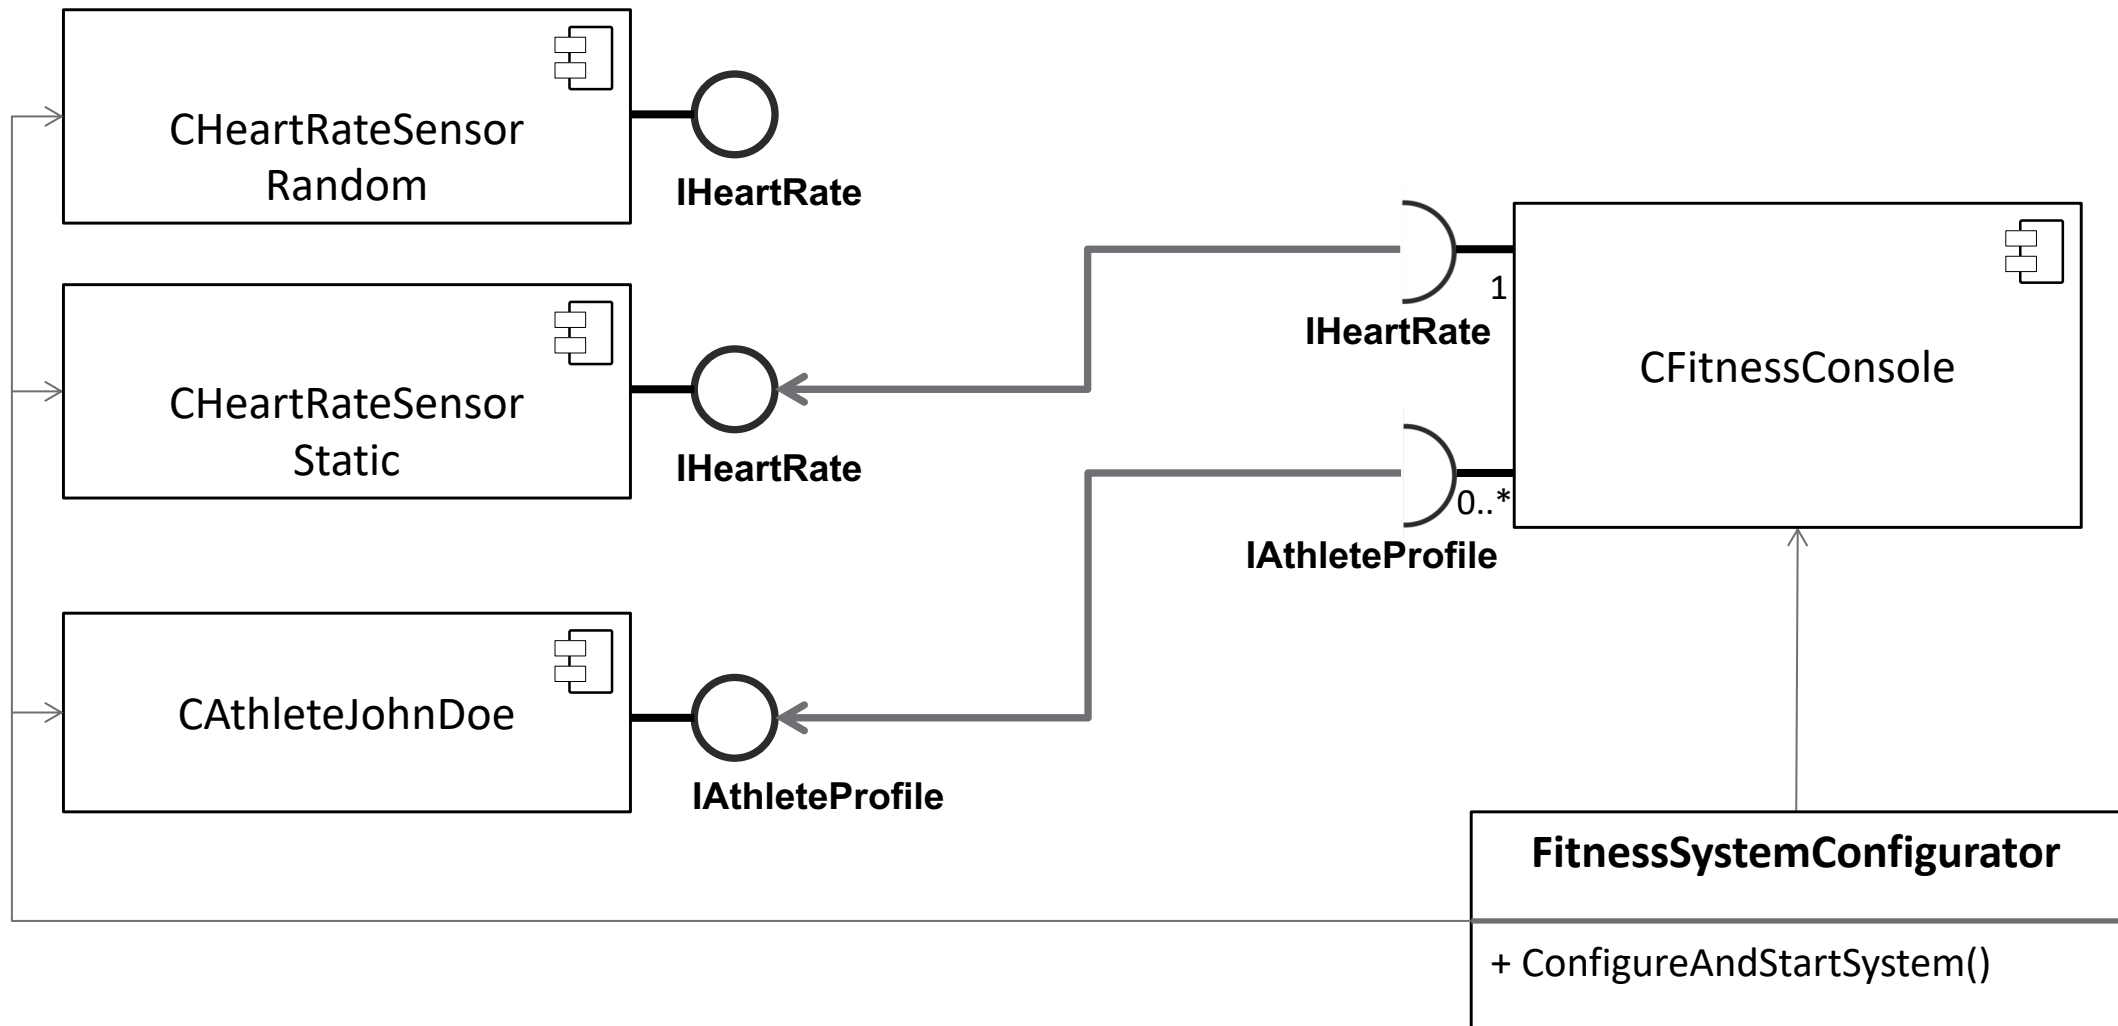 CHeartRateSensor
Random
IHeartRate
CHeartRateSensor
Static
IHeartRate
CAthleteJohnDoe
IAthleteProfile
1
IHeartRate
0..*
IAthleteProfile
CFitnessConsole
FitnessSystemConfigurator
+ ConfigureAndStartSystem()